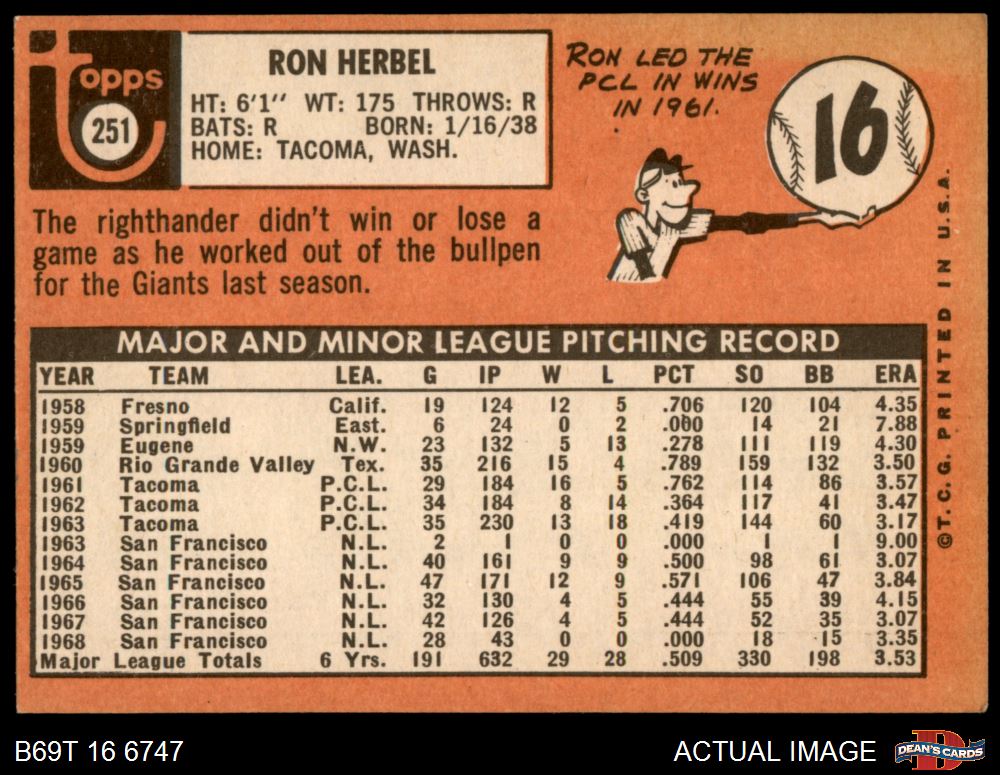 topps
251
RON HERBEL
HT: 6'1" WT: 175 THROWS: R
BATS: R BORN: 1/16/38
HOME: TACOMA, WASH.
RON LED THE
PCL IN WINS
IN 1961.
16
The righthander didn't win or lose a
game as he worked out of the bullpen
for the Giants last season.
MAJOR AND MINOR LEAGUE PITCHING RECORD
YEAR TEAM LEA. G IP W L PCT SO BB ERA
1958 Fresno Calif. 19 124 12 5 .706 120 104 4.35
1959 Springfield East. 6 24 0 2 .000 14 21 7.88
1959 Eugene N.W. 23 132 5 13 .278 111 119 4.30
1960 Rio Grande Valley Tex. 35 216 15 4 .789 159 132 3.50
1961 Tacoma P.C.L. 29 184 16 5 .762 114 86 3.57
1962 Tacoma P.C.L. 34 184 8 14 .364 117 41 3.47
1963 Tacoma P.C.L. 35 230 13 18 .419 144 60 3.17
1963 San Francisco N.L. 2 1 0 0 .000 1 1 9.00
1964 San Francisco N.L. 40 161 9 9 .500 98 61 3.07
1965 San Francisco N.L. 47 171 12 9 .571 106 47 3.84
1966 San Francisco N.L. 32 130 4 5 .444 55 39 4.15
1967 San Francisco N.L. 42 126 4 5 .444 52 35 3.07
1968 San Francisco N.L. 28 43 0 0 .000 18 15 3.35
Major League Totals 6 Yrs. 191 632 29 28 .509 330 198 3.53
©T.C.G. PRINTED IN U.S.A.
B69T 16 6747
ACTUAL IMAGE
D
DEAN'S CARDS